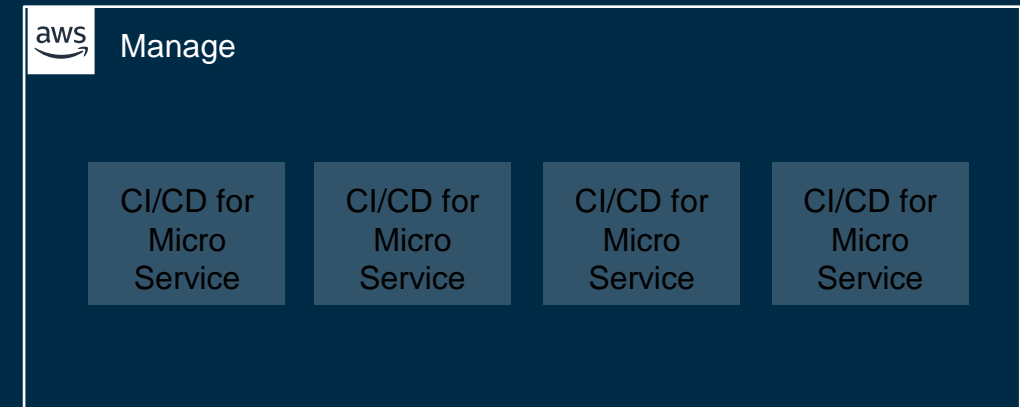 aws
Manage
CI/CD for
Micro
Service
CI/CD for
Micro
Service
CI/CD for
Micro
Service
CI/CD for
Micro
Service